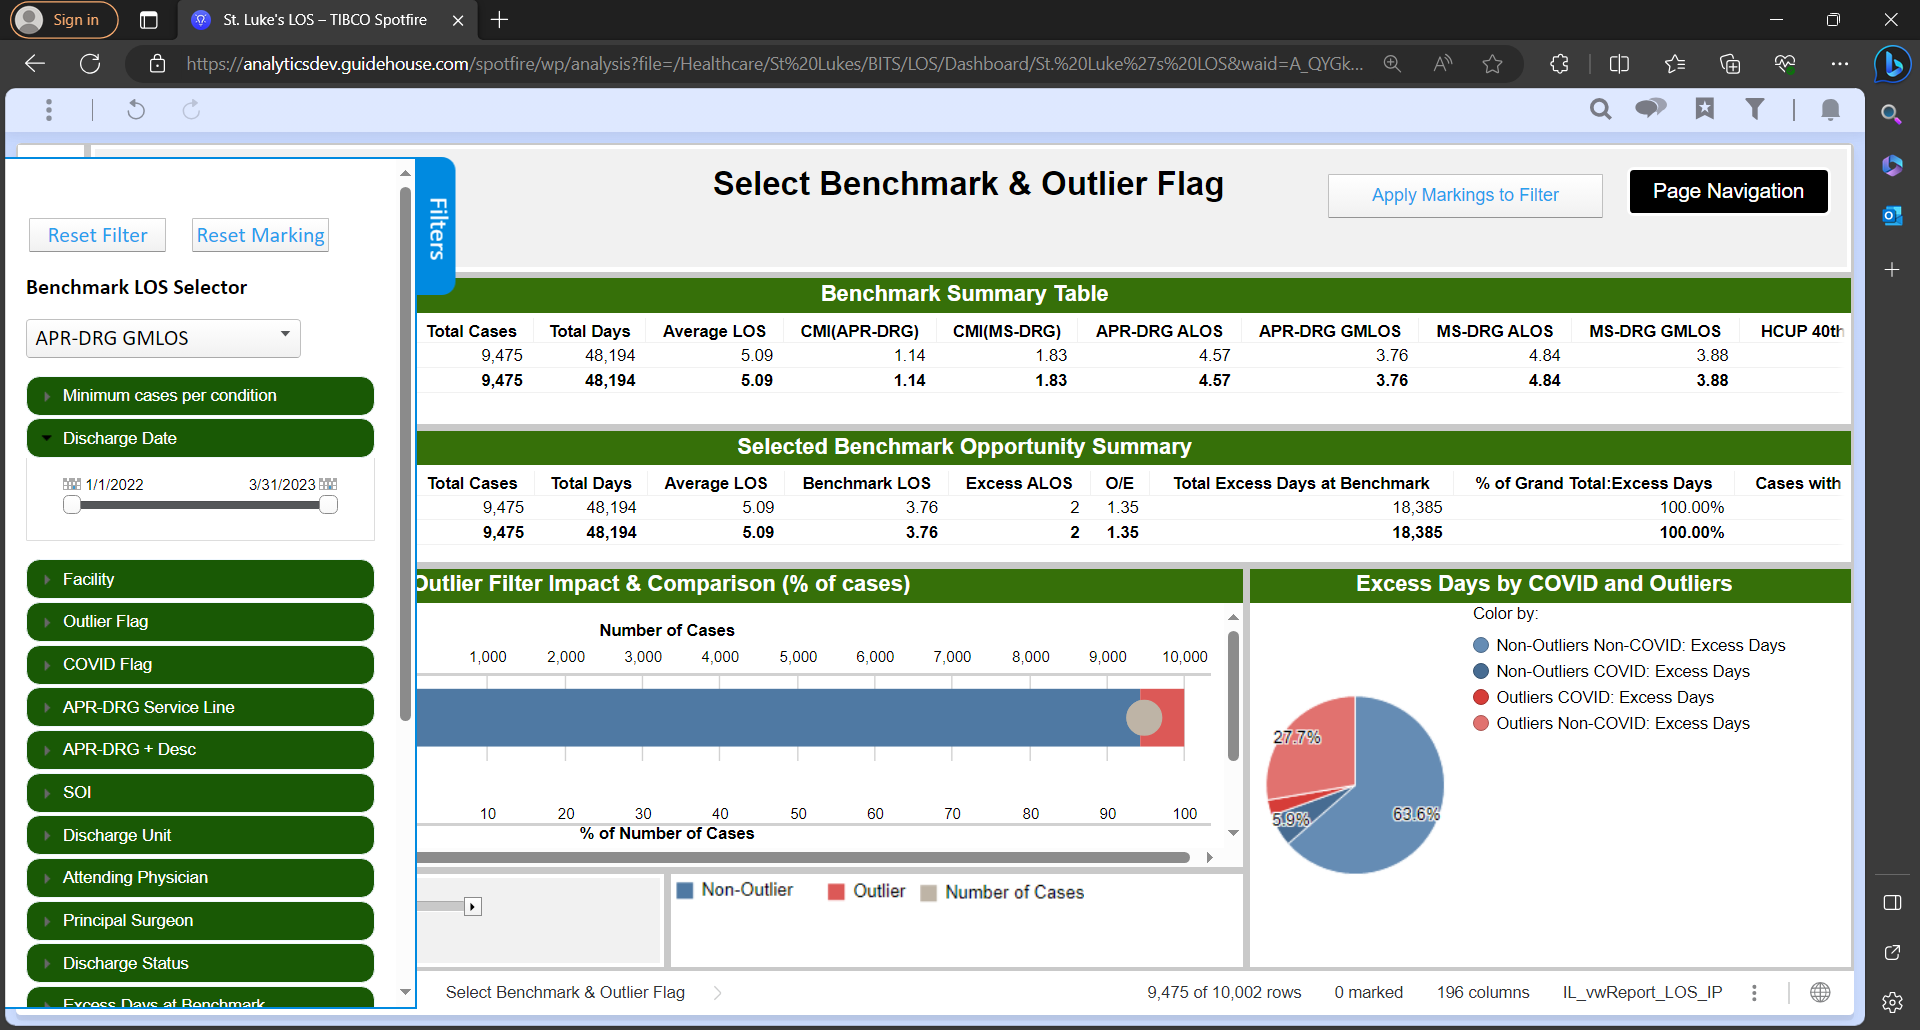 Sign in
St. Luke's LOS – TIBCO Spotfire
https://analyticsdev.guidehouse.com/spotfire/wp/analysis?file=/Healthcare/St%20Lukes/BITS/LOS/Dashboard/St.%20Luke%27s%20LOS&waid=A_QYGk...
Select Benchmark & Outlier Flag
Apply Markings to Filter
Page Navigation
Filters
Reset Filter
Reset Marking
Benchmark LOS Selector
APR-DRG GMLOS
Minimum cases per condition
Discharge Date
1/1/2022 3/31/2023
Facility
Outlier Flag
COVID Flag
APR-DRG Service Line
APR-DRG + Desc
SOI
Discharge Unit
Attending Physician
Principal Surgeon
Discharge Status
Excess Days at Benchmark
Benchmark Summary Table
Total Cases Total Days Average LOS CMI(APR-DRG) CMI(MS-DRG) APR-DRG ALOS APR-DRG GMLOS MS-DRG ALOS MS-DRG GMLOS HCUP 40th
9,475 48,194 5.09 1.14 1.83 4.57 3.76 4.84 3.88
9,475 48,194 5.09 1.14 1.83 4.57 3.76 4.84 3.88
Selected Benchmark Opportunity Summary
Total Cases Total Days Average LOS Benchmark LOS Excess ALOS O/E Total Excess Days at Benchmark % of Grand Total:Excess Days Cases with
9,475 48,194 5.09 3.76 2 1.35 18,385 100.00%
9,475 48,194 5.09 3.76 2 1.35 18,385 100.00%
Outlier Filter Impact & Comparison (% of cases)
Number of Cases
1,000 2,000 3,000 4,000 5,000 6,000 7,000 8,000 9,000 10,000
10 20 30 40 50 60 70 80 90 100
% of Number of Cases
Non-Outlier Outlier Number of Cases
Excess Days by COVID and Outliers
Color by:
Non-Outliers Non-COVID: Excess Days
Non-Outliers COVID: Excess Days
Outliers COVID: Excess Days
Outliers Non-COVID: Excess Days
27.7%
5.9%
63.6%
Select Benchmark & Outlier Flag
9,475 of 10,002 rows 0 marked 196 columns IL_vwReport_LOS_IP